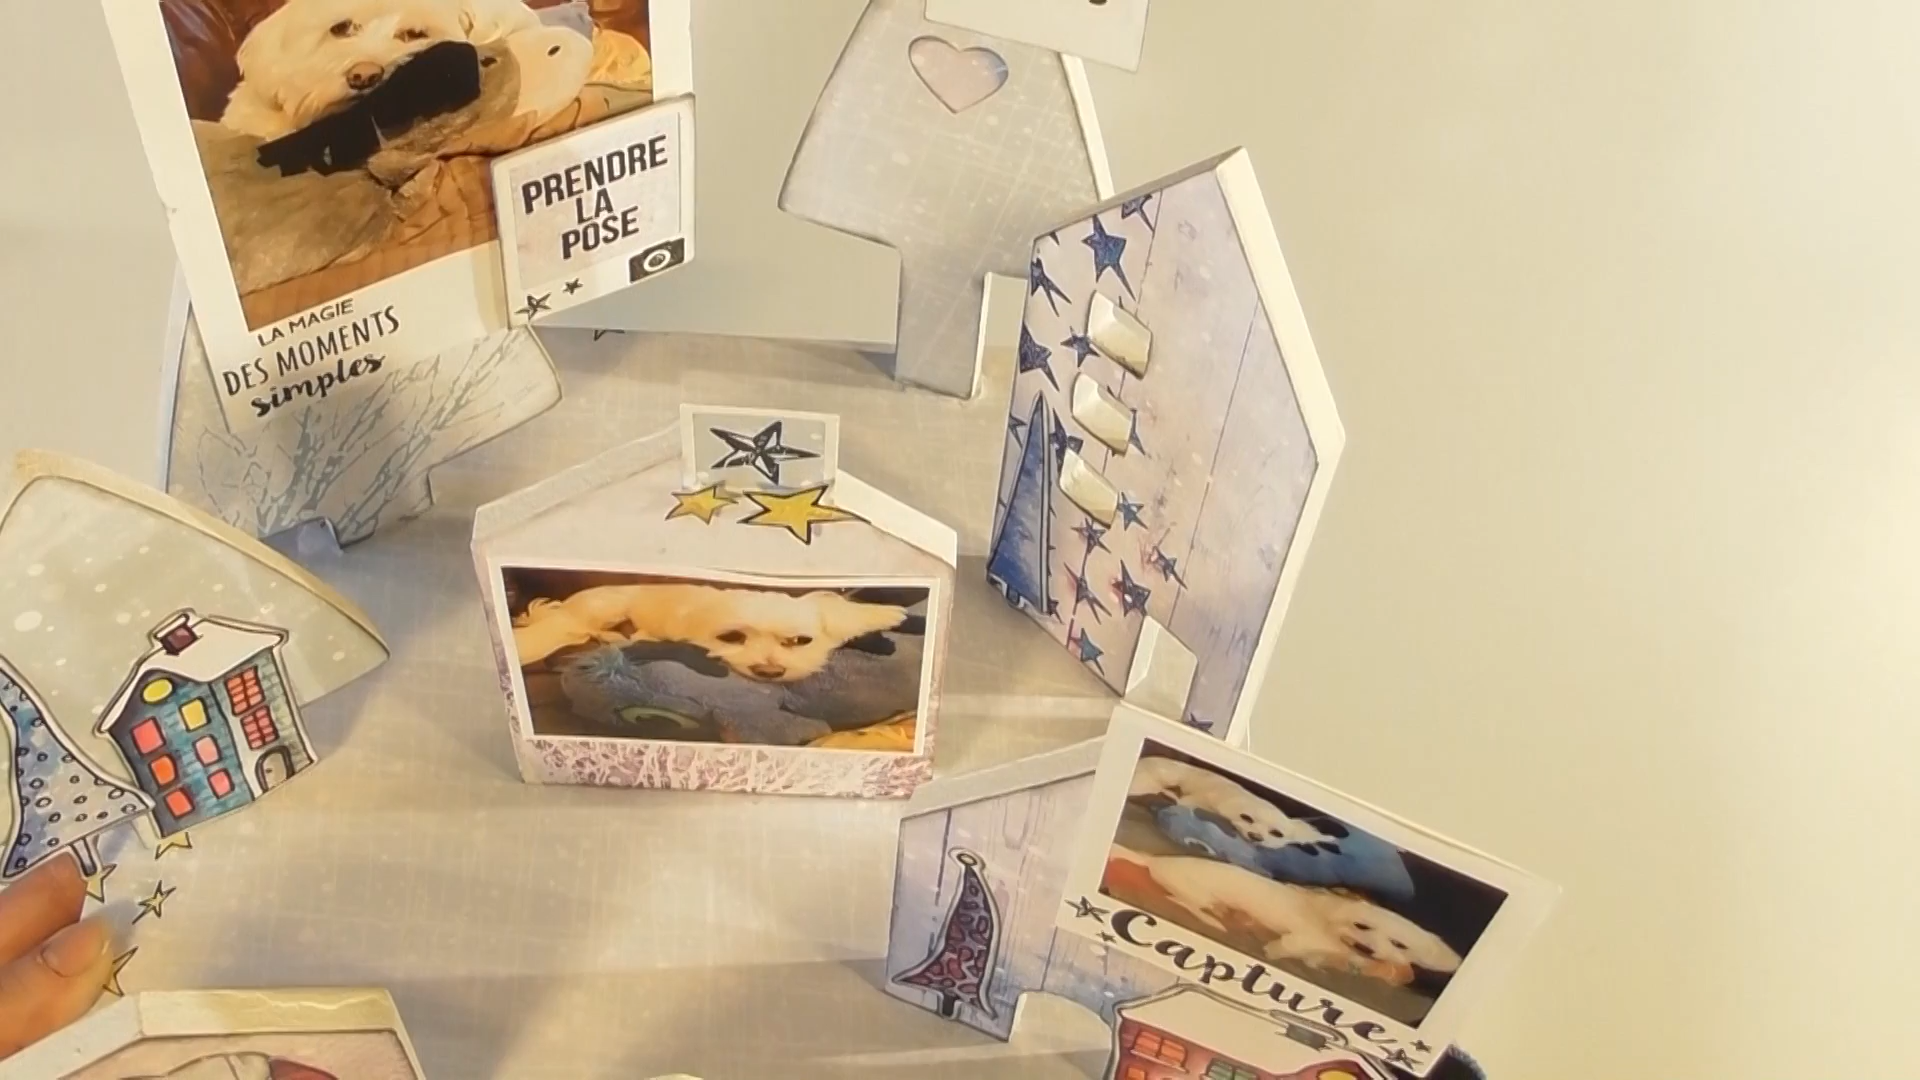 PRENDRE
LA
POSE
LA MAGIE
DES MOMENTS
simples
Capture